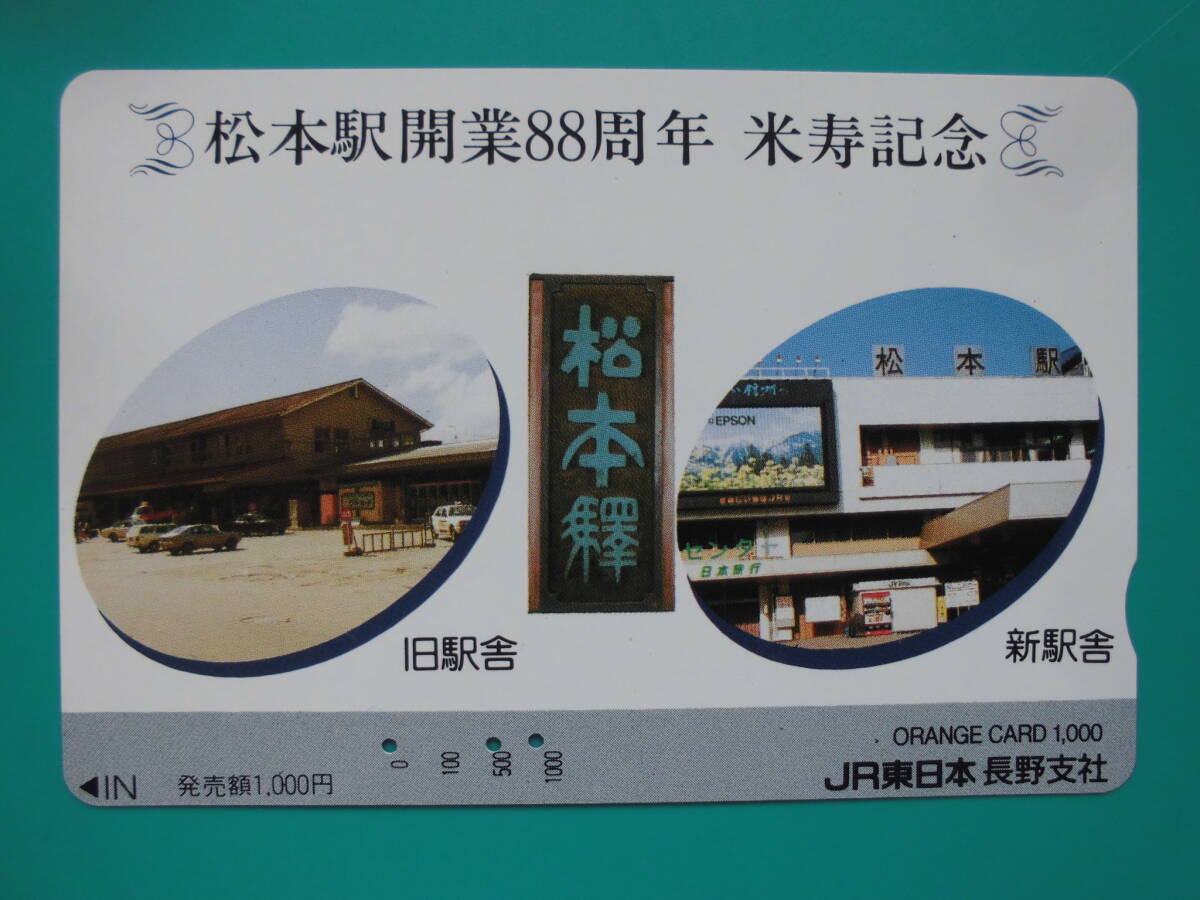 松本駅開業88周年 米寿記念
松本驛
松本駅
EPSON
センター
日本旅行
旧駅舎
新駅舎
0 100 500 1000
ORANGE CARD 1,000
◀IN 発売額1,000円
JR東日本 長野支社